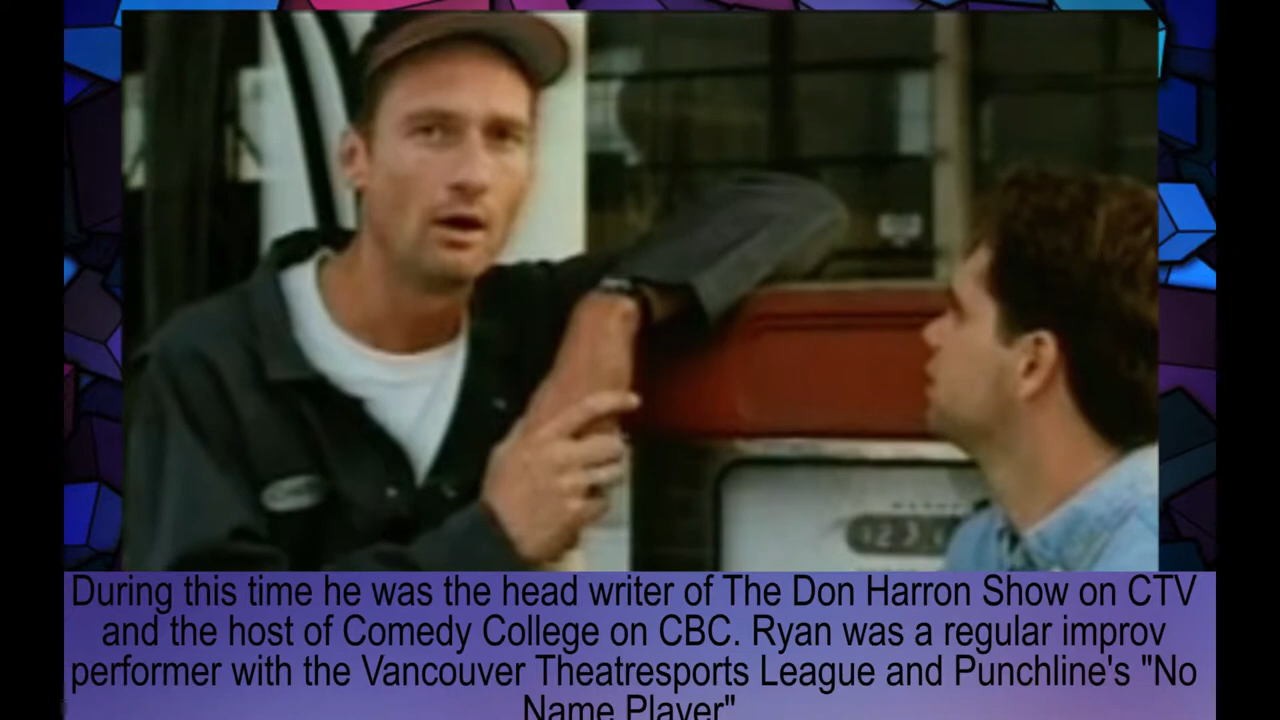 During this time he was the head writer of The Don Harron Show on CTV
and the host of Comedy College on CBC. Ryan was a regular improv
performer with the Vancouver Theatresports League and Punchline's "No
Name Player"